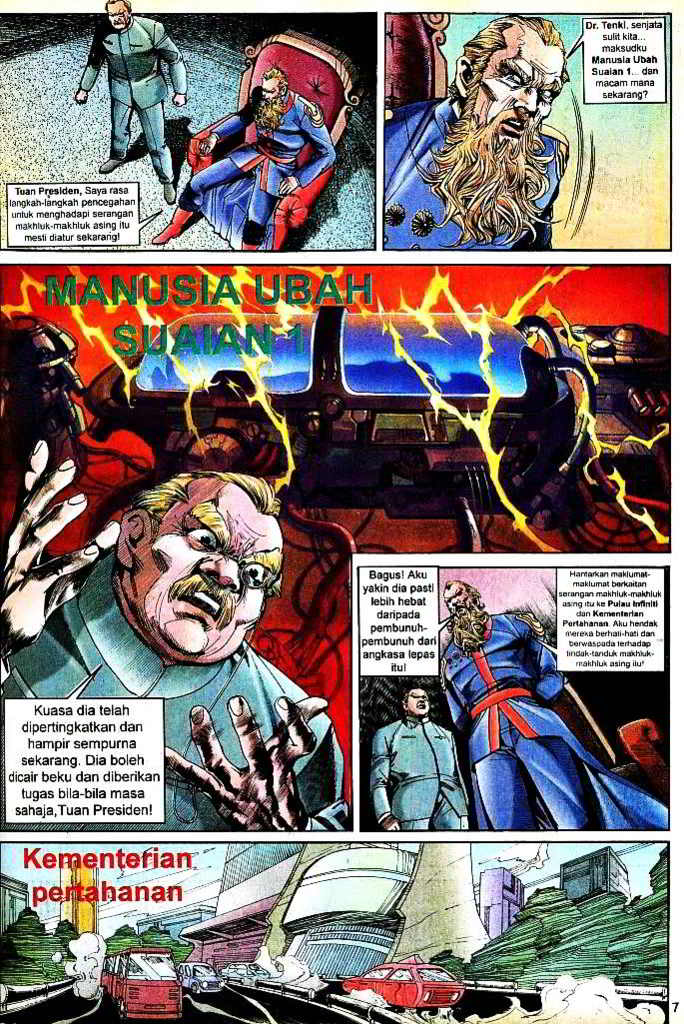 Tuan Presiden, Saya rasa
langkah-langkah pencegahan
untuk menghadapi serangan
makhluk-makhluk asing itu
mesti diatur sekarang!
Dr. Tenki, senjata
sulit kita...
maksudku
Manusia Ubah
Suaian 1... dan
macam mana
sekarang?
MANUSIA UBAH
SUAIAN 1
Kuasa dia telah
dipertingkatkan dan
hampir sempurna
sekarang. Dia boleh
dicair beku dan diberikan
tugas bila-bila masa
sahaja,Tuan Presiden!
Bagus! Aku
yakin dia pasti
lebih hebat
daripada
pembunuh-
pembunuh dari
angkasa lepas
itu!
Hantarkan maklumat-
maklumat berkaitan
serangan makhluk-makhluk
asing itu ke Pulau Infiniti
dan Kementerian
Pertahanan. Aku hendak
mereka berhati-hati dan
berwaspada terhadap
tindak-tanduk makhluk-
makhluk asing itu!
Kementerian
pertahanan
7